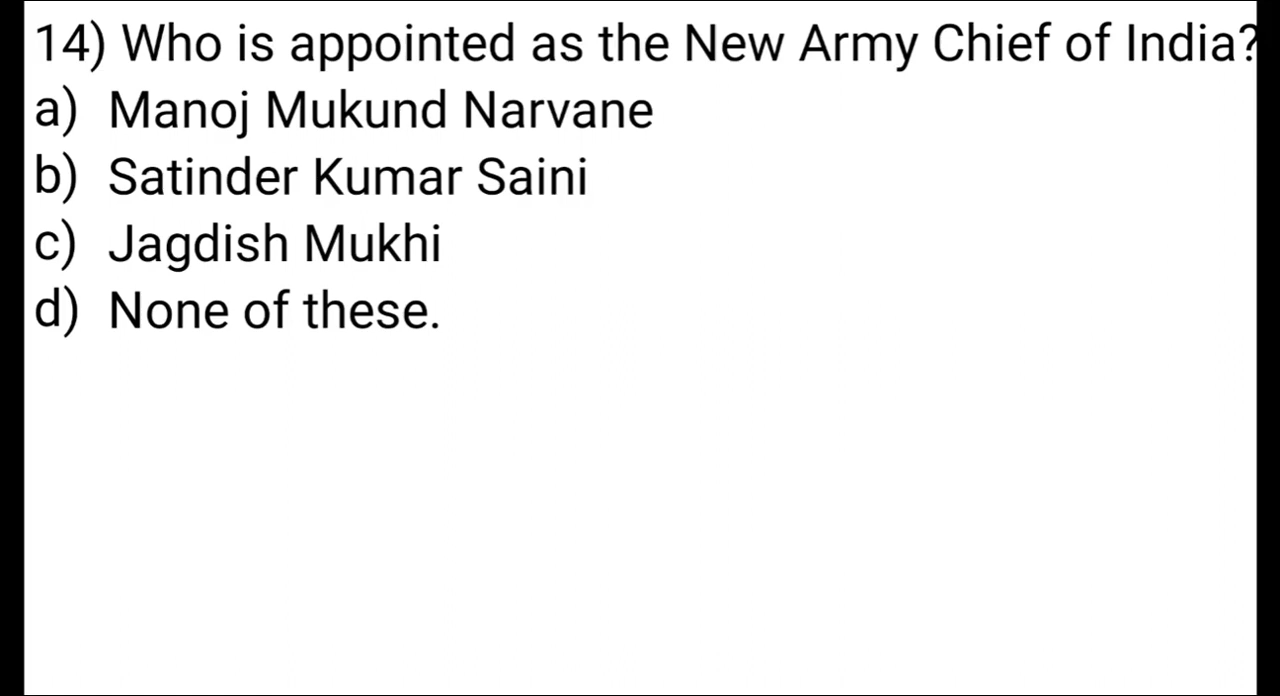 14) Who is appointed as the New Army Chief of India?
a) Manoj Mukund Narvane
b) Satinder Kumar Saini
c) Jagdish Mukhi
d) None of these.